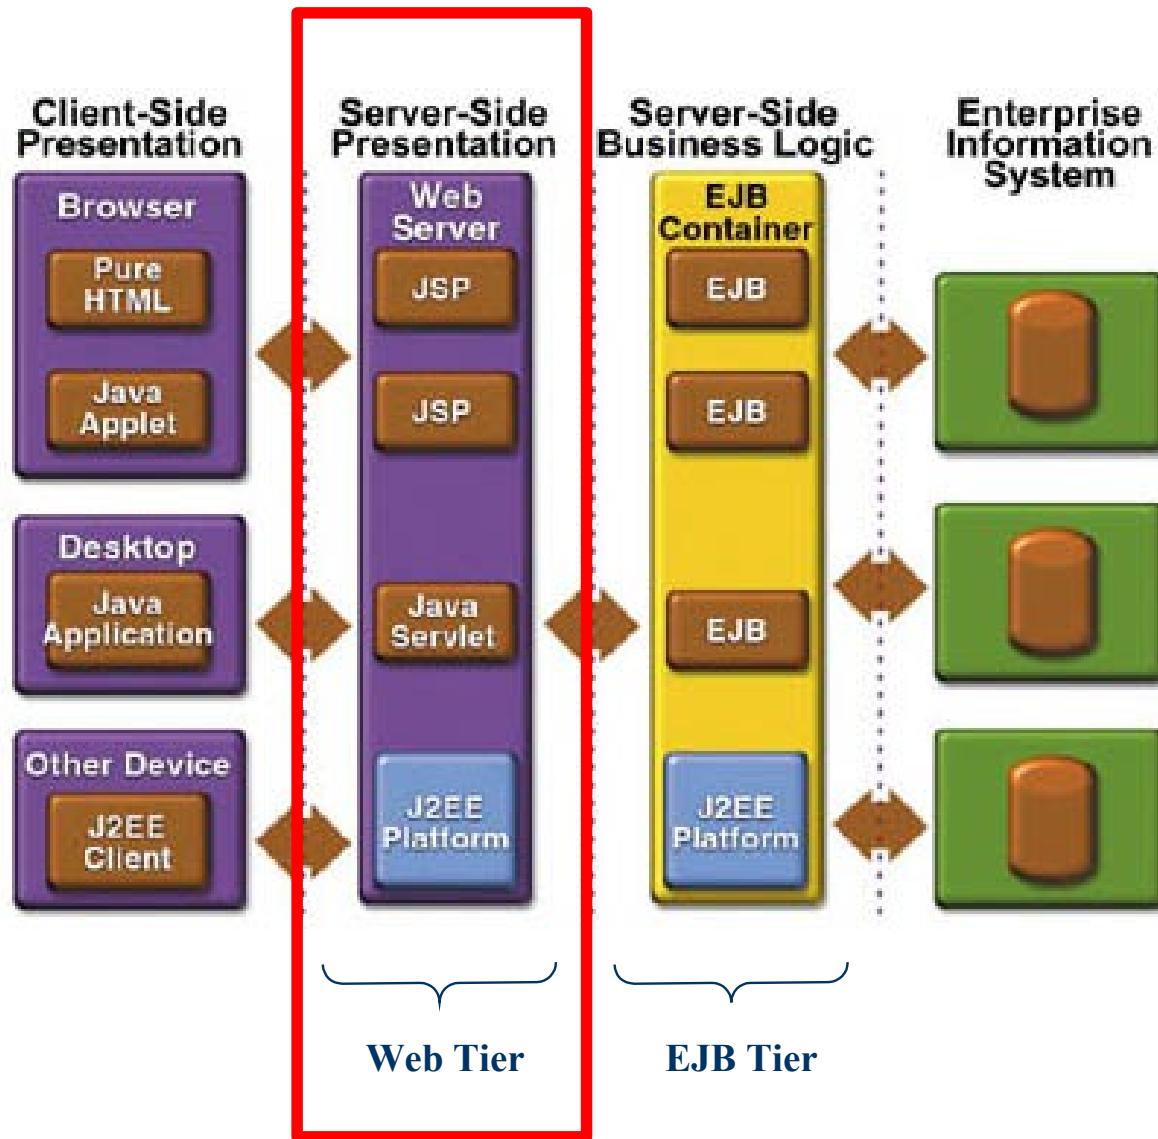 Client-Side
Presentation
Browser
Pure
HTML
Java
Applet
Desktop
Java
Application
Other Device
J2EE
Client
Server-Side
Presentation
Web
Server
JSP
JSP
Java
Servlet
J2EE
Platform
Web Tier
Server-Side
Business Logic
EJB
Container
EJB
EJB
EJB
J2EE
Platform
EJB Tier
Enterprise
Information
System